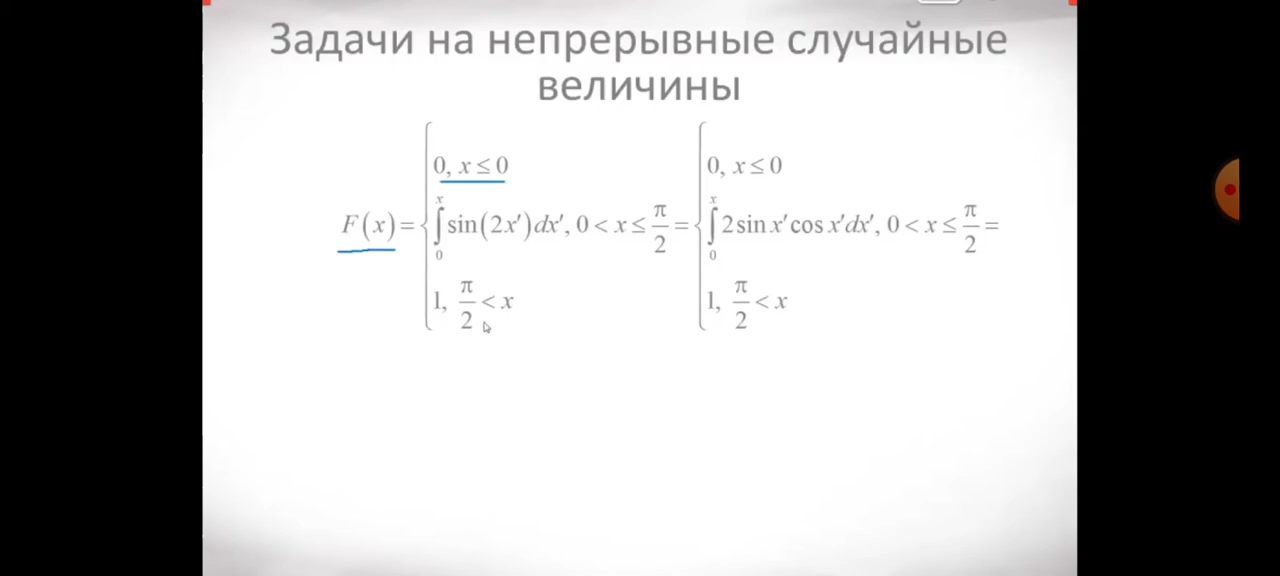 Задачи на непрерывные случайные
величины
0, x ≤ 0 0, x ≤ 0
F(x) = { ∫₀ˣ sin(2x′)dx′, 0 < x ≤ π/2 = { ∫₀ˣ 2 sin x′ cos x′dx′, 0 < x ≤ π/2 =
1, π/2 < x 1, π/2 < x